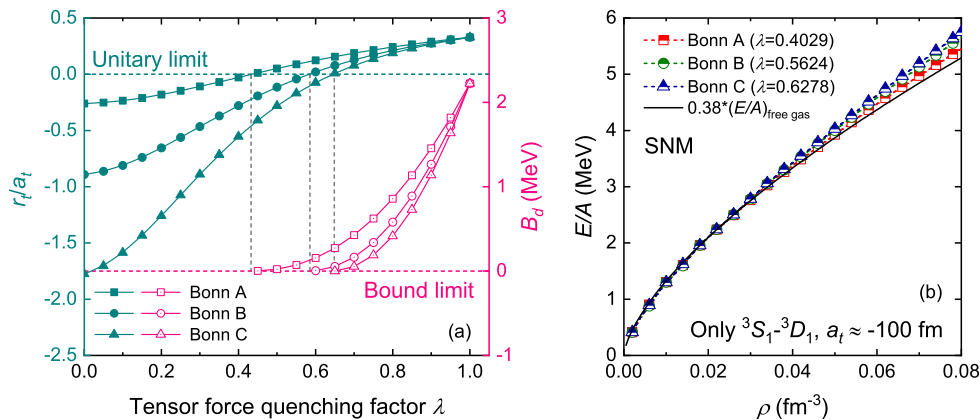 0.5
0.0
-0.5
-1.0
-1.5
-2.0
-2.5
r_t/a_t
Unitary limit
3
2
1
0
-1
B_d (MeV)
Bound limit
Bonn A
Bonn B
Bonn C
(a)
0.0 0.2 0.4 0.6 0.8 1.0
Tensor force quenching factor λ
6
5
4
3
2
1
0
E/A (MeV)
Bonn A (λ=0.4029)
Bonn B (λ=0.5624)
Bonn C (λ=0.6278)
0.38*(E/A)free gas
SNM
(b)
Only ³S₁-³D₁, a_t ≈ -100 fm
0.00 0.02 0.04 0.06 0.08
ρ (fm⁻³)